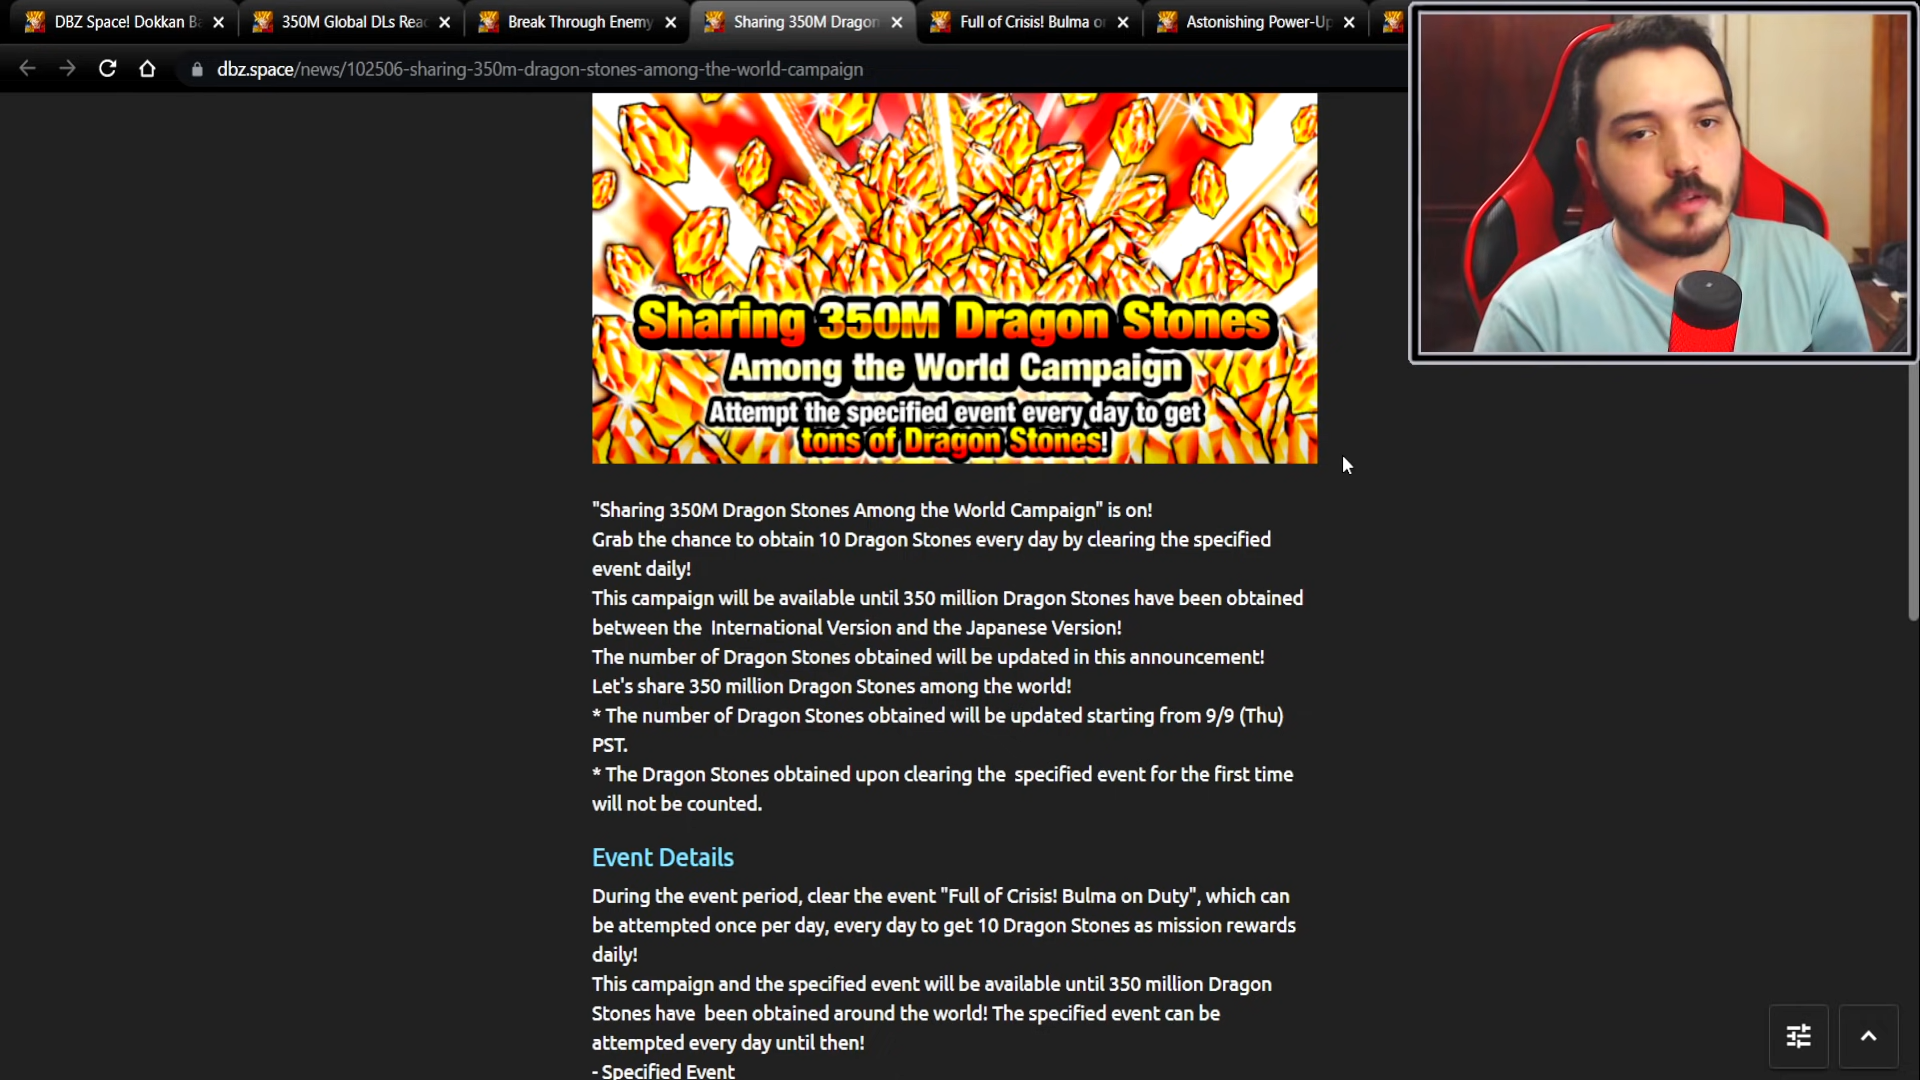 DBZ Space! Dokkan Ba
350M Global DLs Reac
Break Through Enemy
Sharing 350M Dragon
Full of Crisis! Bulma o
Astonishing Power-Up
dbz.space/news/102506-sharing-350m-dragon-stones-among-the-world-campaign
Sharing 350M Dragon Stones
Among the World Campaign
Attempt the specified event every day to get
tons of Dragon Stones!
"Sharing 350M Dragon Stones Among the World Campaign" is on!
Grab the chance to obtain 10 Dragon Stones every day by clearing the specified
event daily!
This campaign will be available until 350 million Dragon Stones have been obtained
between the International Version and the Japanese Version!
The number of Dragon Stones obtained will be updated in this announcement!
Let's share 350 million Dragon Stones among the world!
* The number of Dragon Stones obtained will be updated starting from 9/9 (Thu)
PST.
* The Dragon Stones obtained upon clearing the specified event for the first time
will not be counted.
Event Details
During the event period, clear the event "Full of Crisis! Bulma on Duty", which can
be attempted once per day, every day to get 10 Dragon Stones as mission rewards
daily!
This campaign and the specified event will be available until 350 million Dragon
Stones have been obtained around the world! The specified event can be
attempted every day until then!
- Specified Event